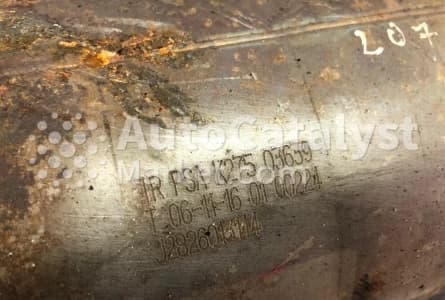 207
AutoCatalyst
TR PSA K275 03659
T 06-11-16 01 00224